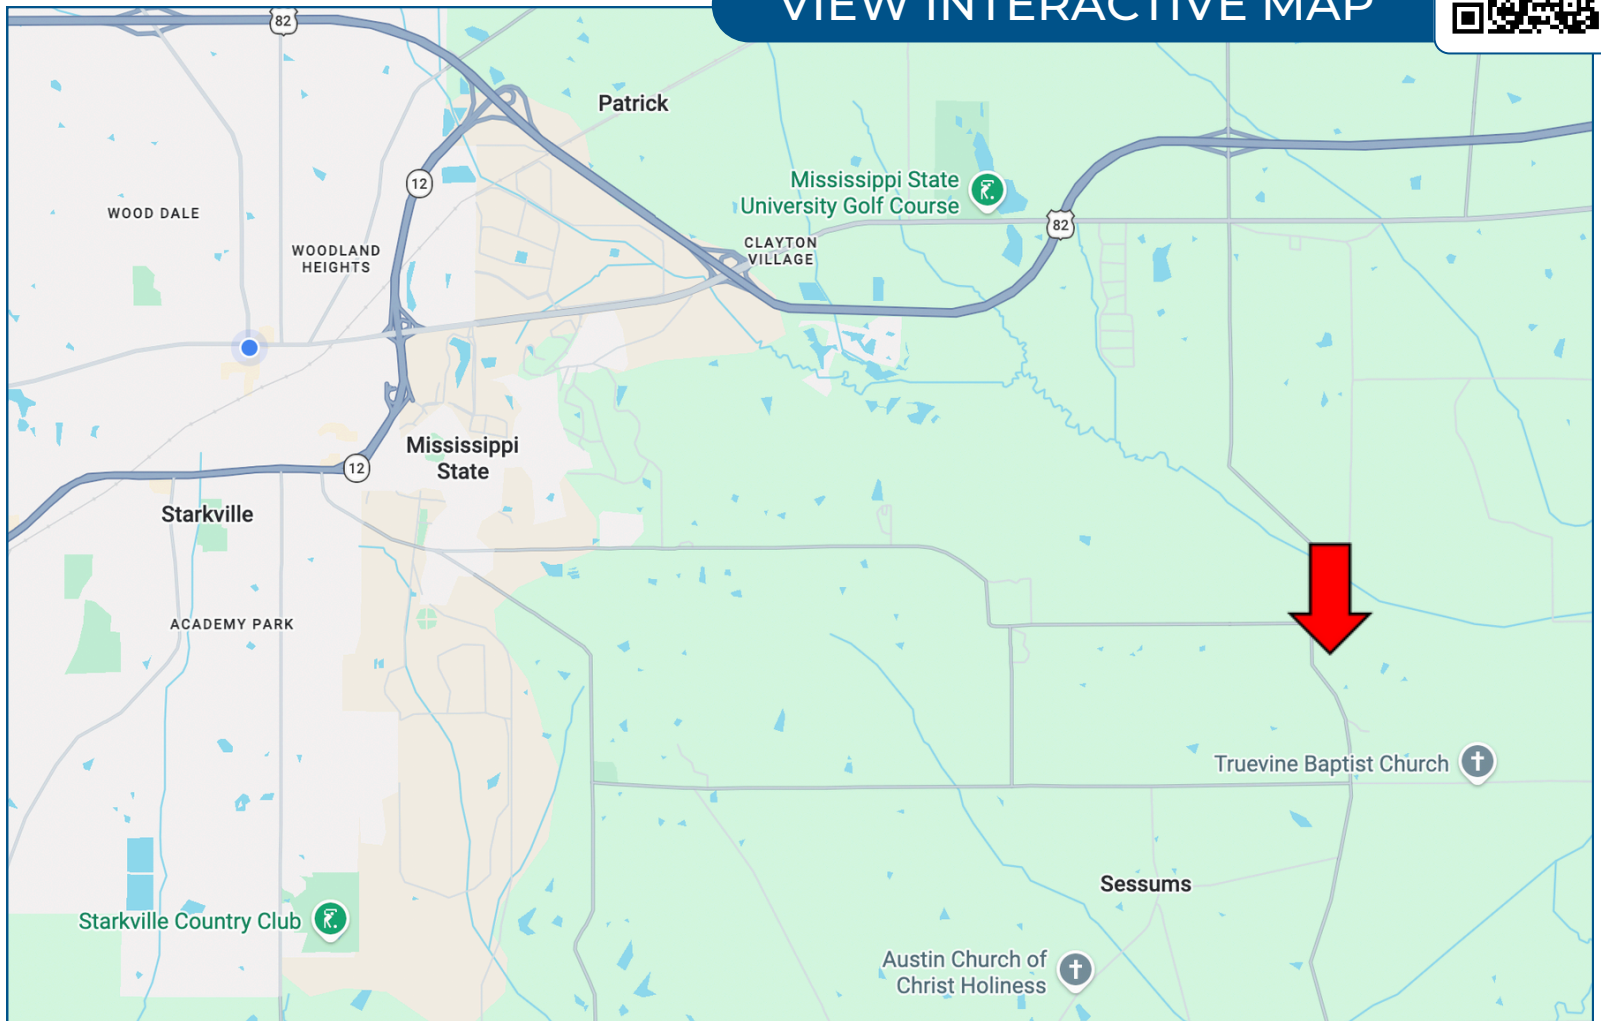 VIEW INTERACTIVE MAP
82
Patrick
12
Mississippi State
University Golf Course
WOOD DALE
82
WOODLAND
HEIGHTS
CLAYTON
VILLAGE
Mississippi
State
12
Starkville
ACADEMY PARK
Truevine Baptist Church
Sessums
Starkville Country Club
Austin Church of
Christ Holiness